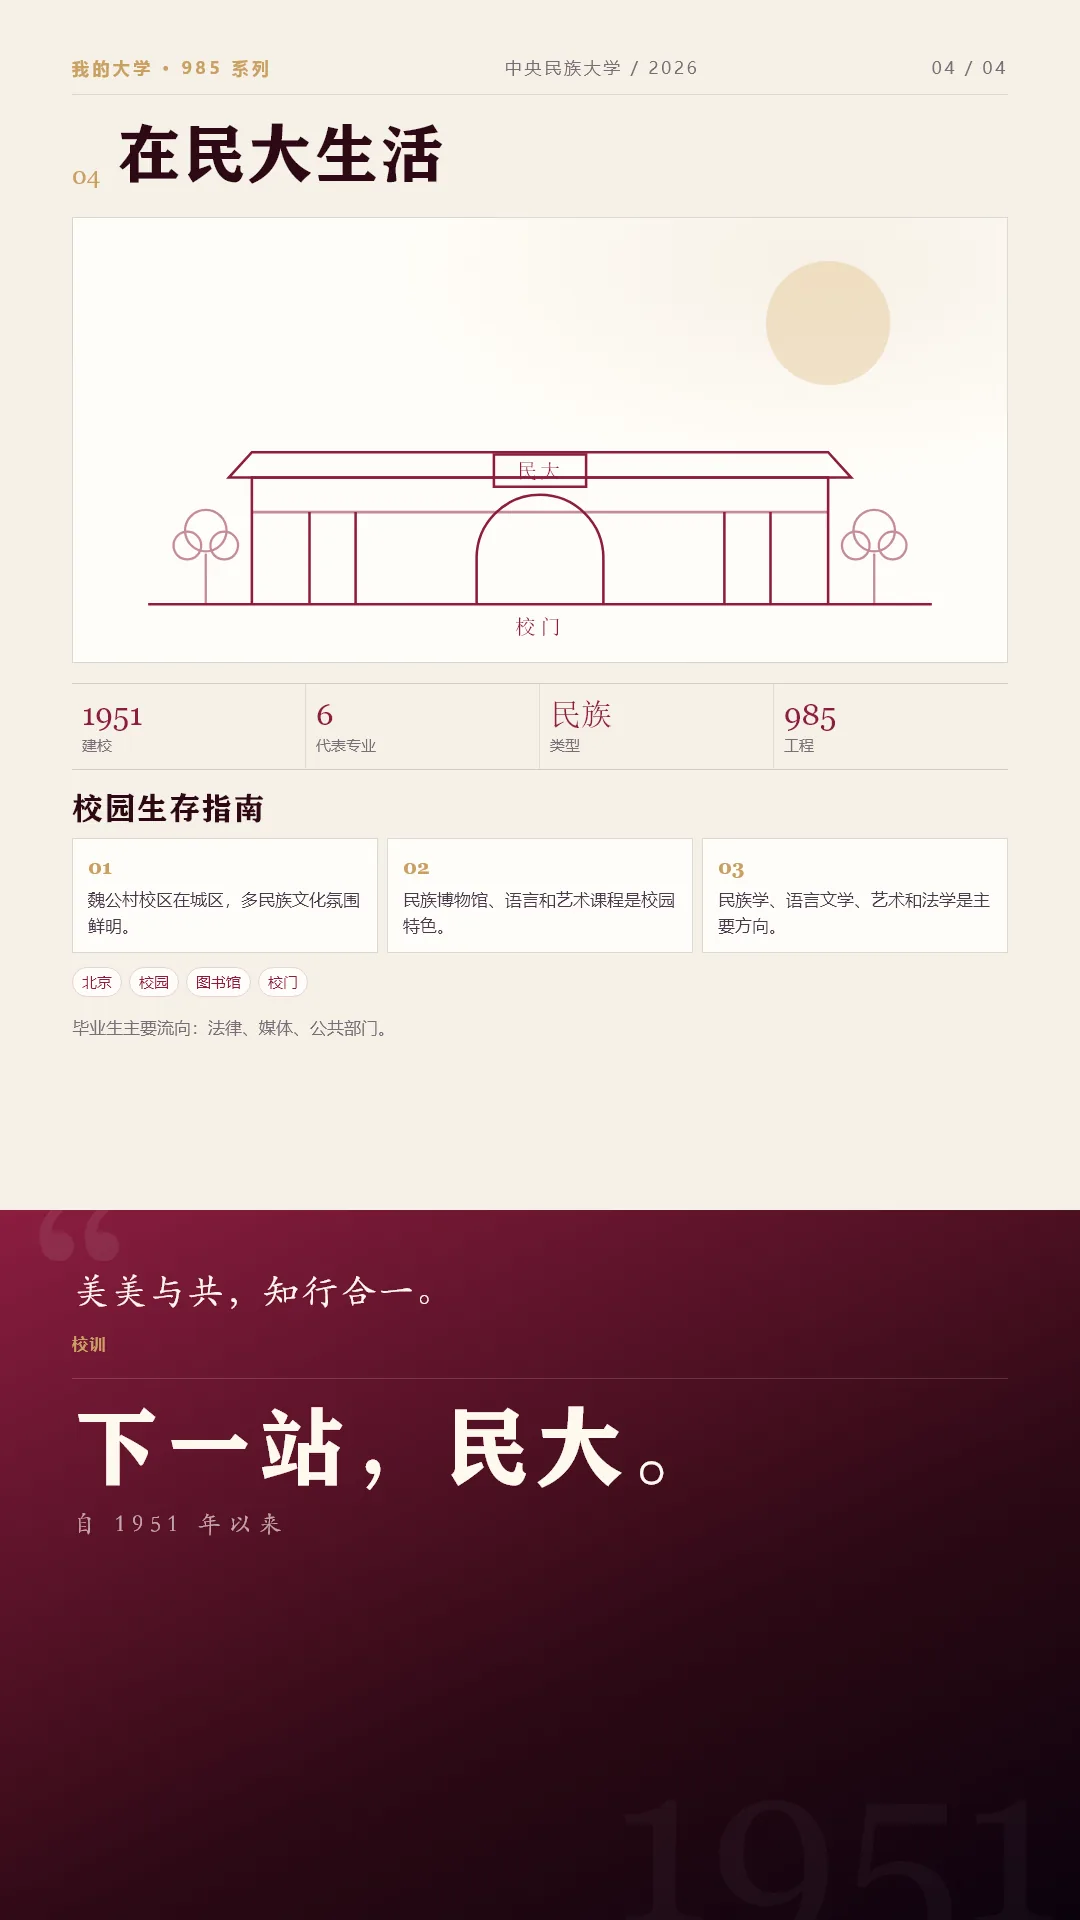 我的大学 • 985 系列
中央民族大学 / 2026
04 / 04
04 在民大生活
民大
校门
1951
建校
6
代表专业
民族
类型
985
工程
校园生存指南
01
魏公村校区在城区，多民族文化氛围
鲜明。
02
民族博物馆、语言和艺术课程是校园
特色。
03
民族学、语言文学、艺术和法学是主
要方向。
北京
校园
图书馆
校门
毕业生主要流向：法律、媒体、公共部门。
“
美美与共，知行合一。
校训
下一站，民大。
自 1951 年以来
1951